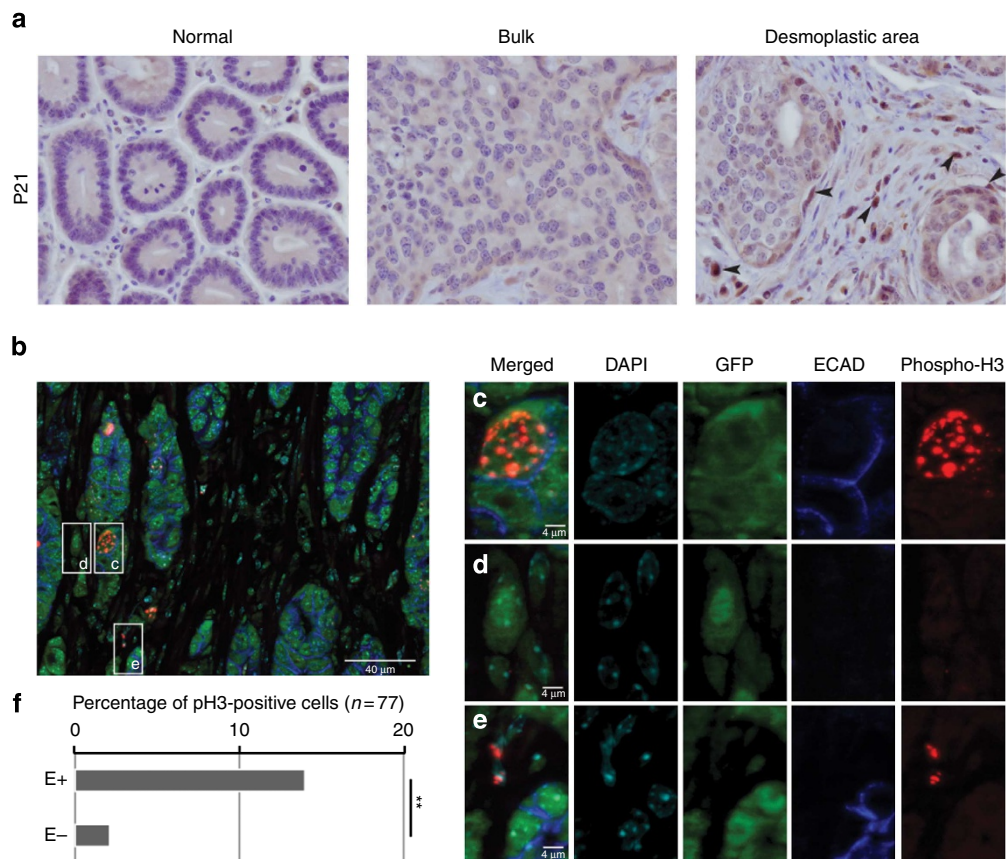 a
Normal Bulk Desmoplastic area
P21
b
Merged DAPI GFP ECAD Phospho-H3
c
4 µm
d
4 µm
e
4 µm
d c
e
40 µm
f
Percentage of pH3-positive cells (n=77)
0 10 20
E+
**
E–